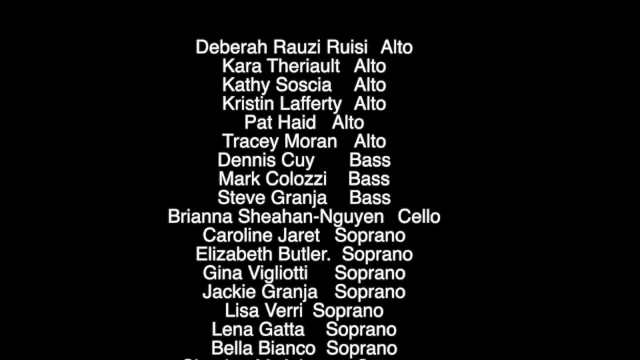 Deberah Rauzi Ruisi Alto
Kara Theriault Alto
Kathy Soscia Alto
Kristin Lafferty Alto
Pat Haid Alto
Tracey Moran Alto
Dennis Cuy Bass
Mark Colozzi Bass
Steve Granja Bass
Brianna Sheahan-Nguyen Cello
Caroline Jaret Soprano
Elizabeth Butler. Soprano
Gina Vigliotti Soprano
Jackie Granja Soprano
Lisa Verri Soprano
Lena Gatta Soprano
Bella Bianco Soprano